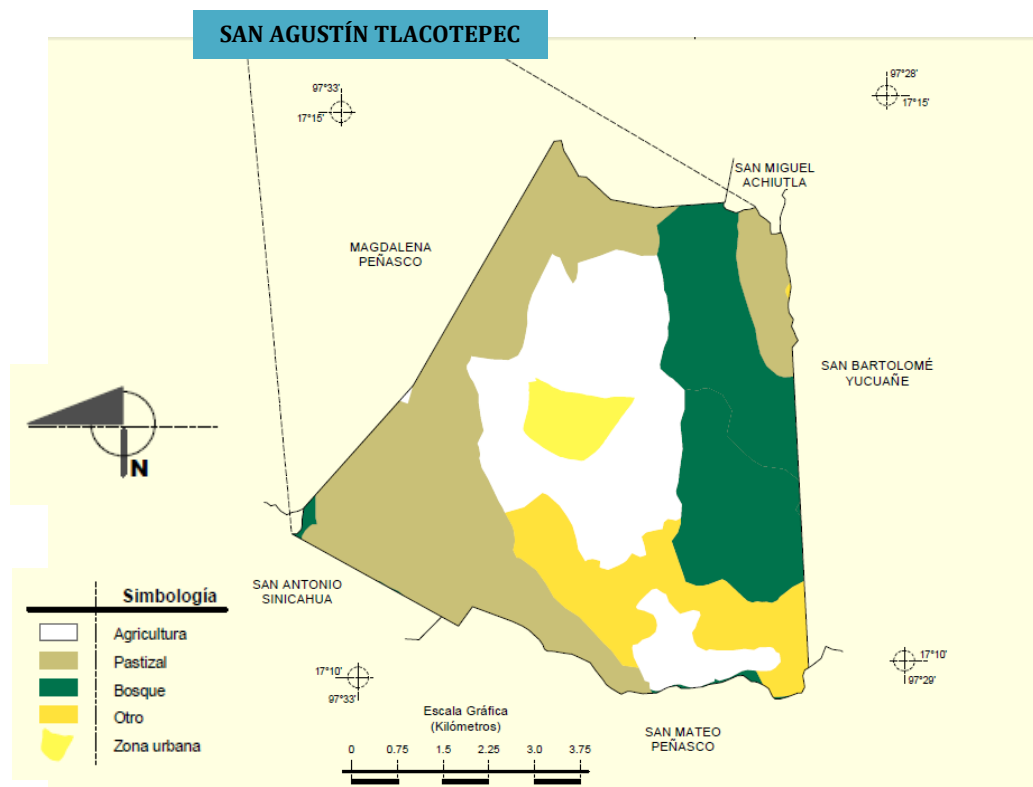 SAN AGUSTÍN TLACOTEPEC
97°33'
17°15'
97°28'
17°15'
SAN MIGUEL
ACHIUTLA
MAGDALENA
PEÑASCO
SAN BARTOLOMÉ
YUCUAÑE
N
SAN ANTONIO
SINICAHUA
Simbología
Agricultura
Pastizal
Bosque
Otro
Zona urbana
17°10'
97°33'
17°10'
97°29'
Escala Gráfica
(Kilómetros)
0 0.75 1.5 2.25 3.0 3.75
SAN MATEO
PEÑASCO